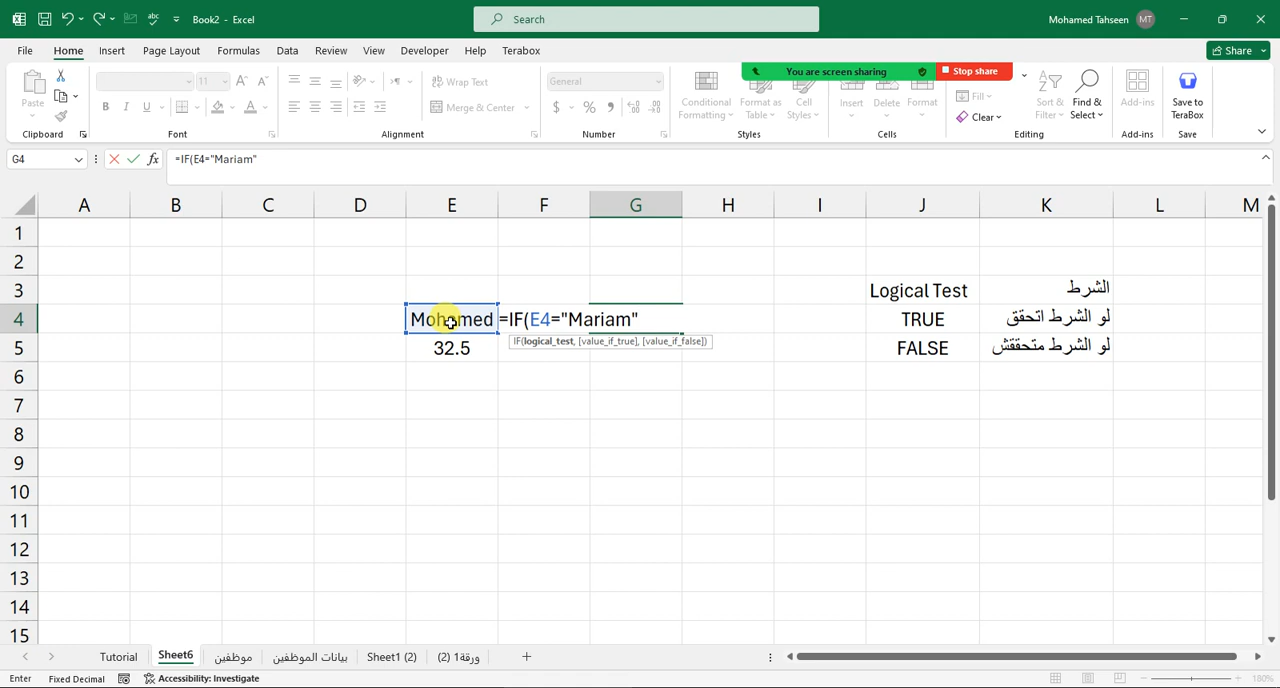 Book2 - Excel
Search
Mohamed Tahseen
MT
File Home Insert Page Layout Formulas Data Review View Developer Help Terabox
Share
You are screen sharing
Stop share
Paste
Clipboard
11
B I U
Font
Wrap Text
Merge & Center
Alignment
General
Number
Conditional Formatting
Format as Table
Cell Styles
Styles
Insert
Delete
Format
Cells
Fill
Clear
Sort & Filter
Find & Select
Editing
Add-ins
Add-ins
Save to TeraBox
Save
G4
fx
=IF(E4="Mariam"
A B C D E F G H I J K L M
1
2
3 Logical Test الشرط
4 Mohamed =IF(E4="Mariam" TRUE لو الشرط اتحقق
IF(logical_test, [value_if_true], [value_if_false])
5 32.5 FALSE لو الشرط متحققش
6
7
8
9
10
11
12
13
14
15
Tutorial Sheet6 موظفين بيانات الموظفين Sheet1 (2) ورقة1 (2)
Enter Fixed Decimal Accessibility: Investigate
180%